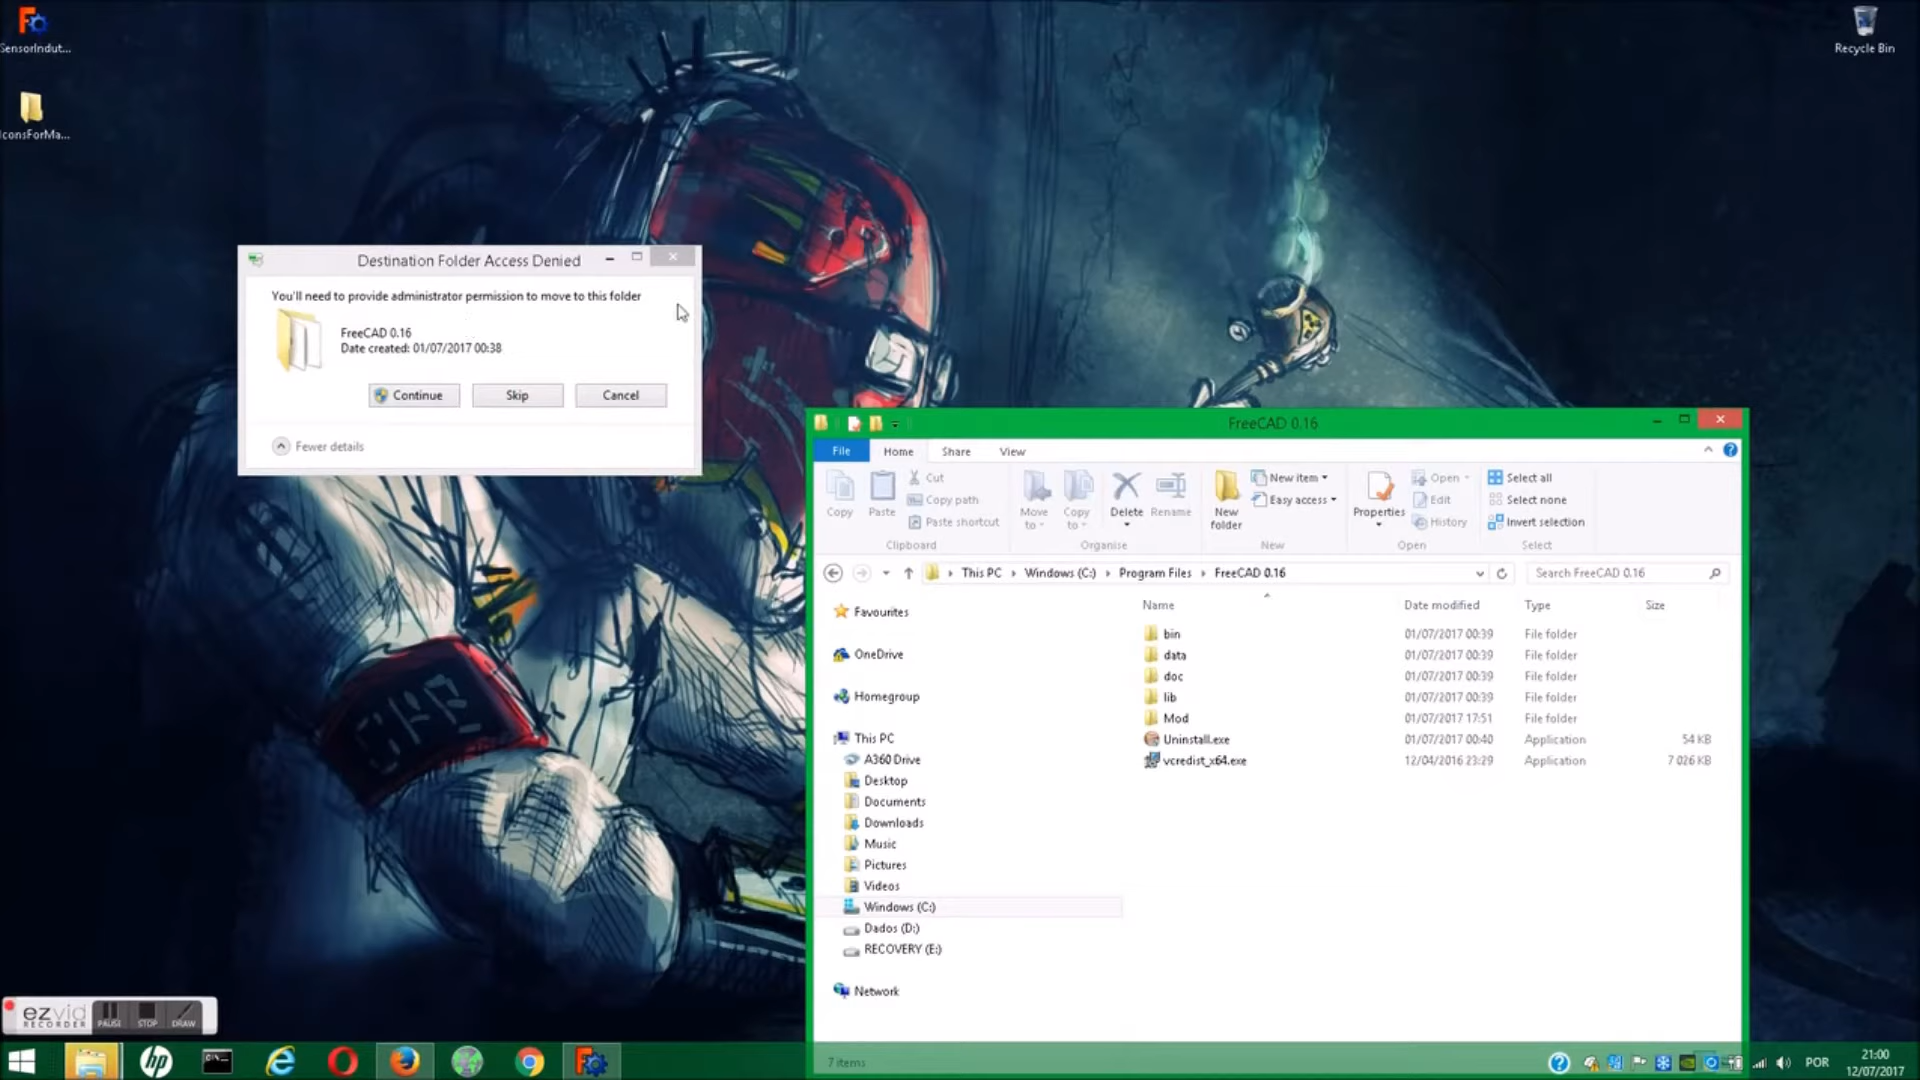 SensorIndut...
IconsForMa...
Recycle Bin
Destination Folder Access Denied
You'll need to provide administrator permission to move to this folder
FreeCAD 0.16
Date created: 01/07/2017 00:38
Continue
Skip
Cancel
Fewer details
FreeCAD 0.16
File
Home
Share
View
Copy
Paste
Cut
Copy path
Paste shortcut
Clipboard
Move to
Copy to
Delete
Rename
Organise
New folder
New item
Easy access
New
Properties
Open
Edit
History
Open
Select all
Select none
Invert selection
Select
This PC
Windows (C:)
Program Files
FreeCAD 0.16
Search FreeCAD 0.16
Favourites
OneDrive
Homegroup
This PC
A360 Drive
Desktop
Documents
Downloads
Music
Pictures
Videos
Windows (C:)
Dados (D:)
RECOVERY (E:)
Network
Name Date modified Type Size
bin 01/07/2017 00:39 File folder
data 01/07/2017 00:39 File folder
doc 01/07/2017 00:39 File folder
lib 01/07/2017 00:39 File folder
Mod 01/07/2017 17:51 File folder
Uninstall.exe 01/07/2017 00:40 Application 54 KB
vcredist_x64.exe 12/04/2016 23:29 Application 7 026 KB
7 items
ezvid
RECORDER
PAUSE
STOP
DRAW
hp
POR
21:00
12/07/2017